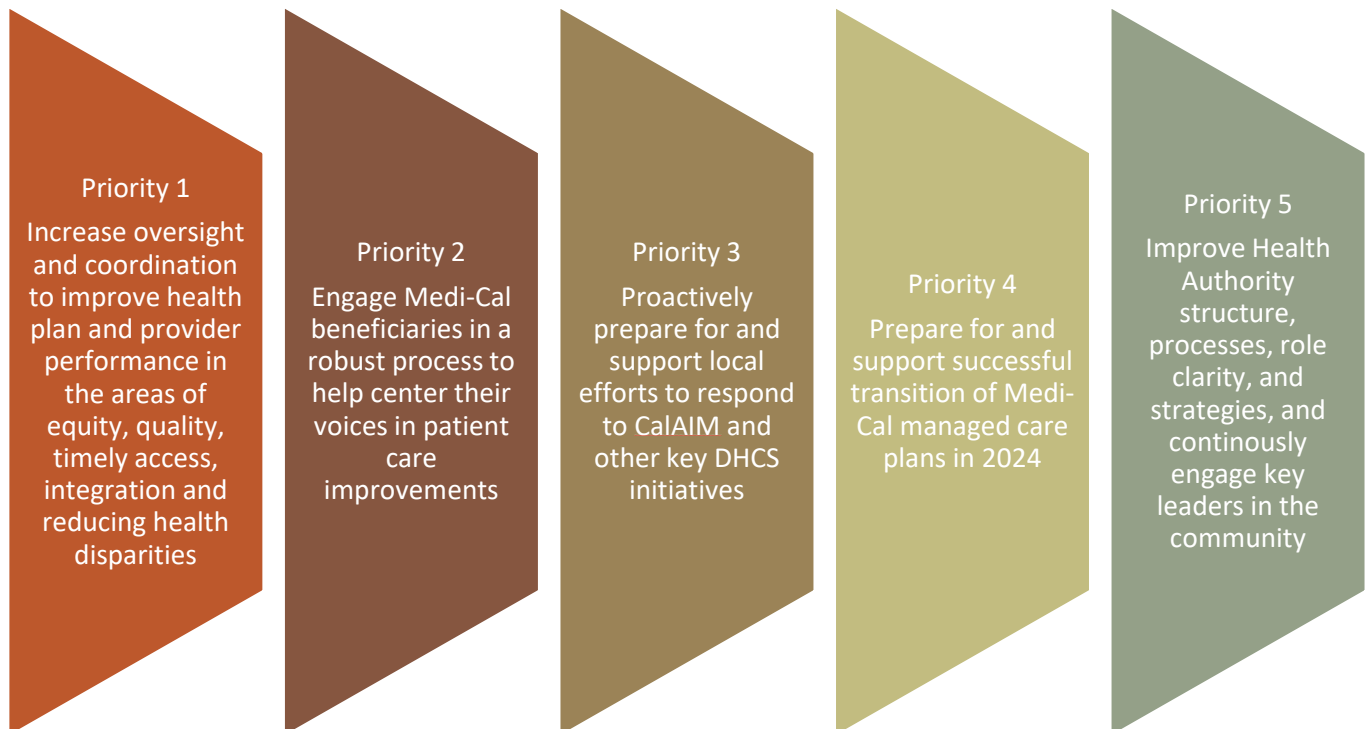 Priority 1
Increase oversight
and coordination
to improve health
plan and provider
performance in
the areas of
equity, quality,
timely access,
integration and
reducing health
disparities
Priority 2
Engage Medi-Cal
beneficiaries in a
robust process to
help center their
voices in patient
care
improvements
Priority 3
Proactively
prepare for and
support local
efforts to respond
to CalAIM and
other key DHCS
initiatives
Priority 4
Prepare for and
support successful
transition of Medi-
Cal managed care
plans in 2024
Priority 5
Improve Health
Authority
structure,
processes, role
clarity, and
strategies, and
continously
engage key
leaders in the
community